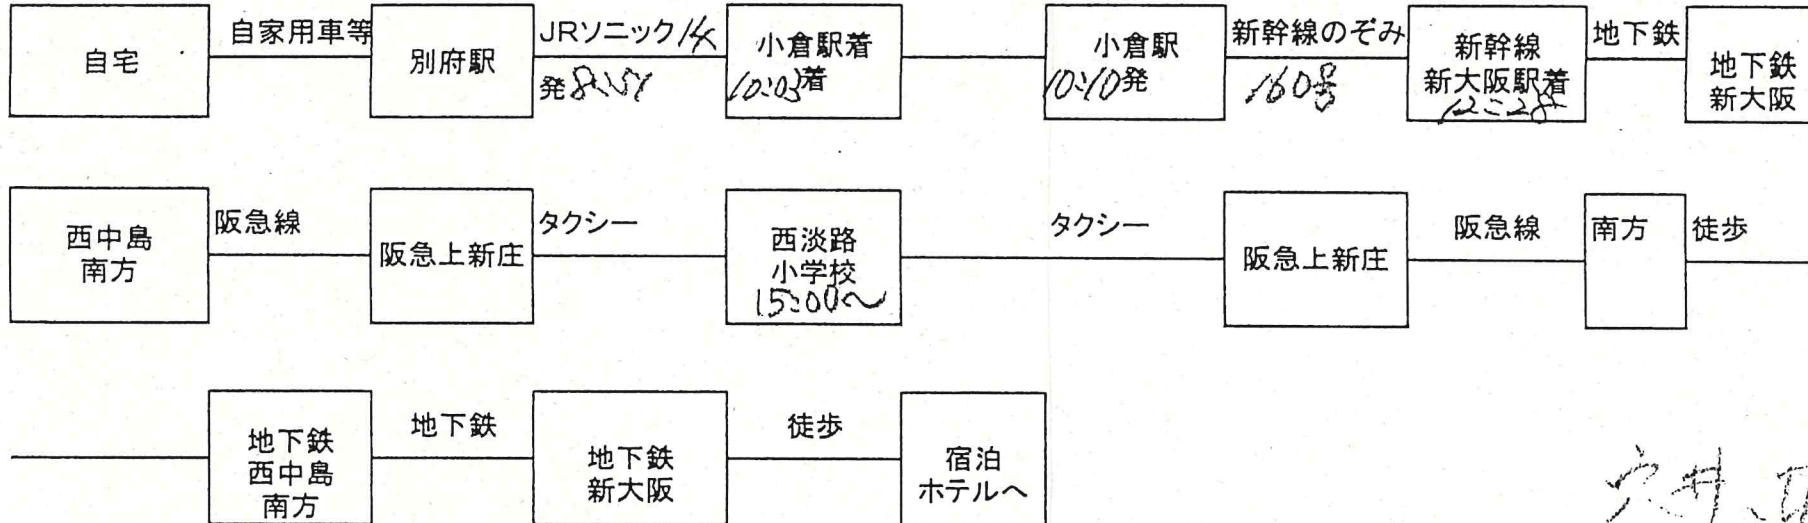 自宅
自家用車等
別府駅
JRソニック14
発8:51
小倉駅着
10:03着
小倉駅
10:10発
新幹線のぞみ
160号
新幹線
新大阪駅着
12:28
地下鉄
地下鉄
新大阪
西中島
南方
阪急線
阪急上新庄
タクシー
西淡路
小学校
15:00〜
タクシー
阪急上新庄
阪急線
南方
徒歩
地下鉄
西中島
南方
地下鉄
地下鉄
新大阪
徒歩
宿泊
ホテルへ